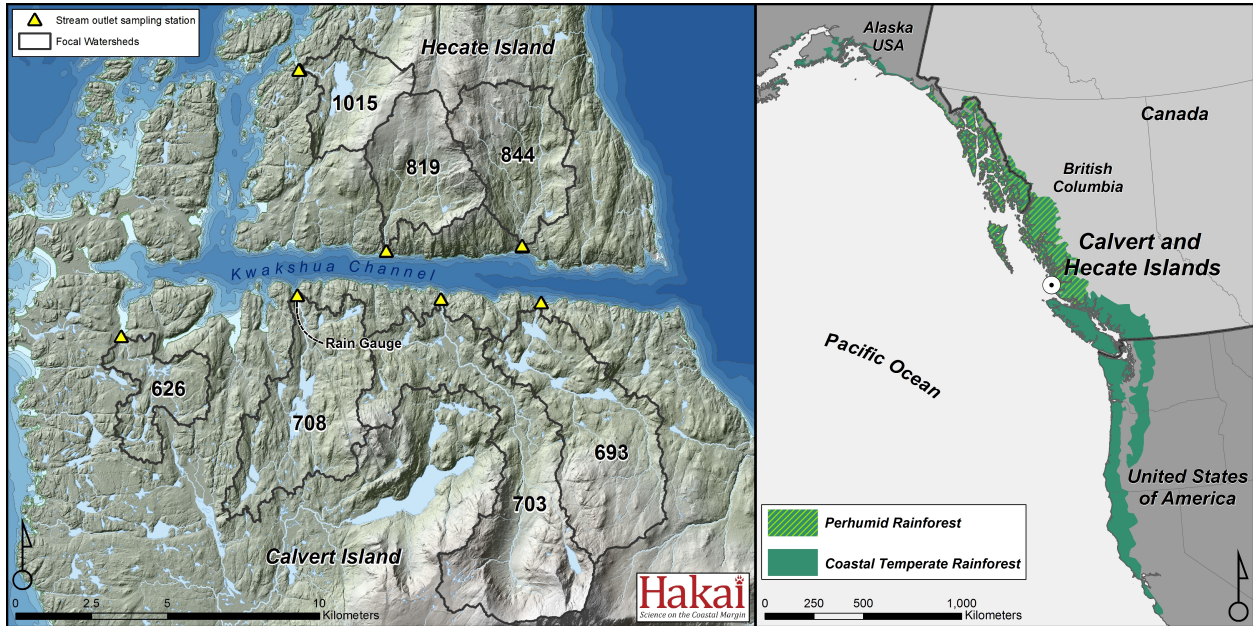 Stream outlet sampling station
Focal Watersheds
Hecate Island
1015
819
844
Kwakshua Channel
Rain Gauge
626
708
693
703
Calvert Island
0 2.5 5 10 Kilometers
Hakai
Science on the Coastal Margin
Alaska
USA
Canada
British
Columbia
Calvert and
Hecate Islands
Pacific Ocean
United States
of America
Perhumid Rainforest
Coastal Temperate Rainforest
0 250 500 1,000 Kilometers